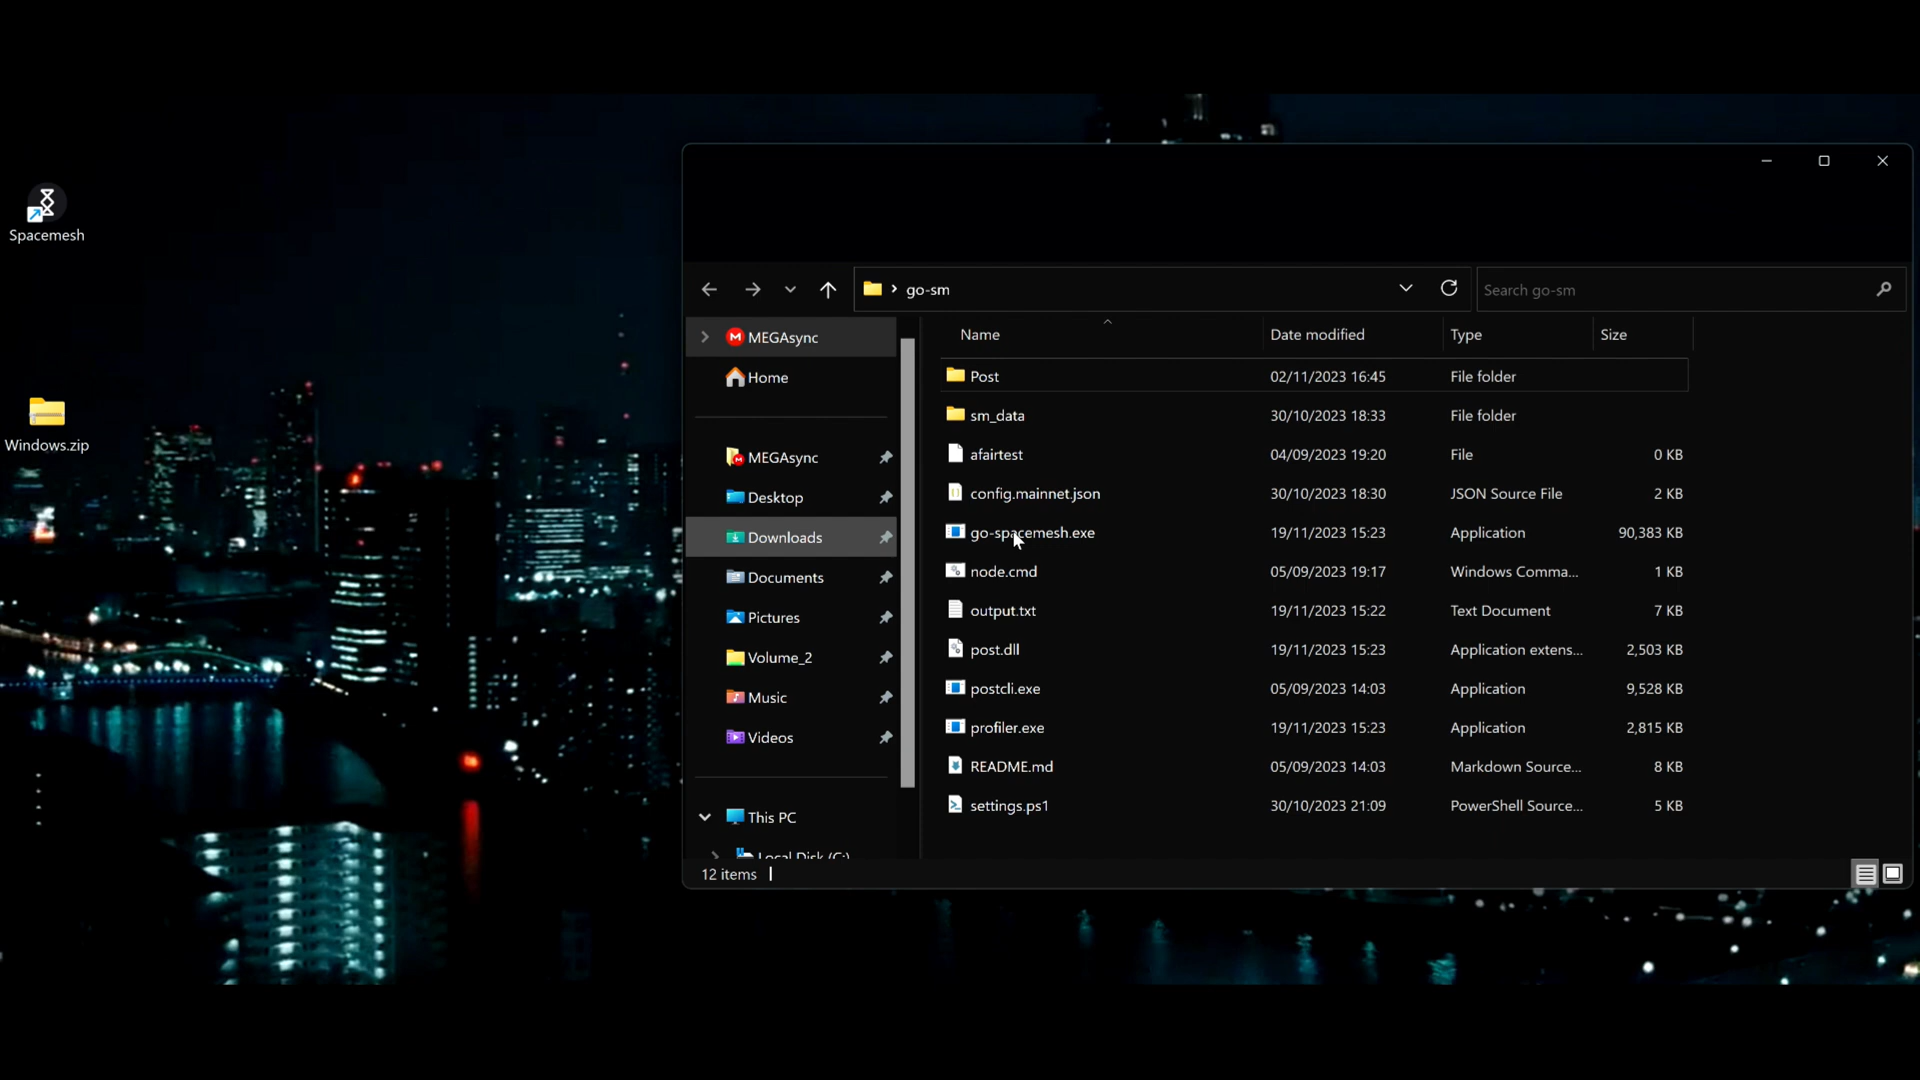 Spacemesh
Windows.zip
go-sm
Search go-sm
MEGAsync
Home
MEGAsync
Desktop
Downloads
Documents
Pictures
Volume_2
Music
Videos
This PC
Local Disk (C:)
Name Date modified Type Size
Post 02/11/2023 16:45 File folder
sm_data 30/10/2023 18:33 File folder
afairtest 04/09/2023 19:20 File 0 KB
config.mainnet.json 30/10/2023 18:30 JSON Source File 2 KB
go-spacemesh.exe 19/11/2023 15:23 Application 90,383 KB
node.cmd 05/09/2023 19:17 Windows Comma... 1 KB
output.txt 19/11/2023 15:22 Text Document 7 KB
post.dll 19/11/2023 15:23 Application extens... 2,503 KB
postcli.exe 05/09/2023 14:03 Application 9,528 KB
profiler.exe 19/11/2023 15:23 Application 2,815 KB
README.md 05/09/2023 14:03 Markdown Source... 8 KB
settings.ps1 30/10/2023 21:09 PowerShell Source... 5 KB
12 items